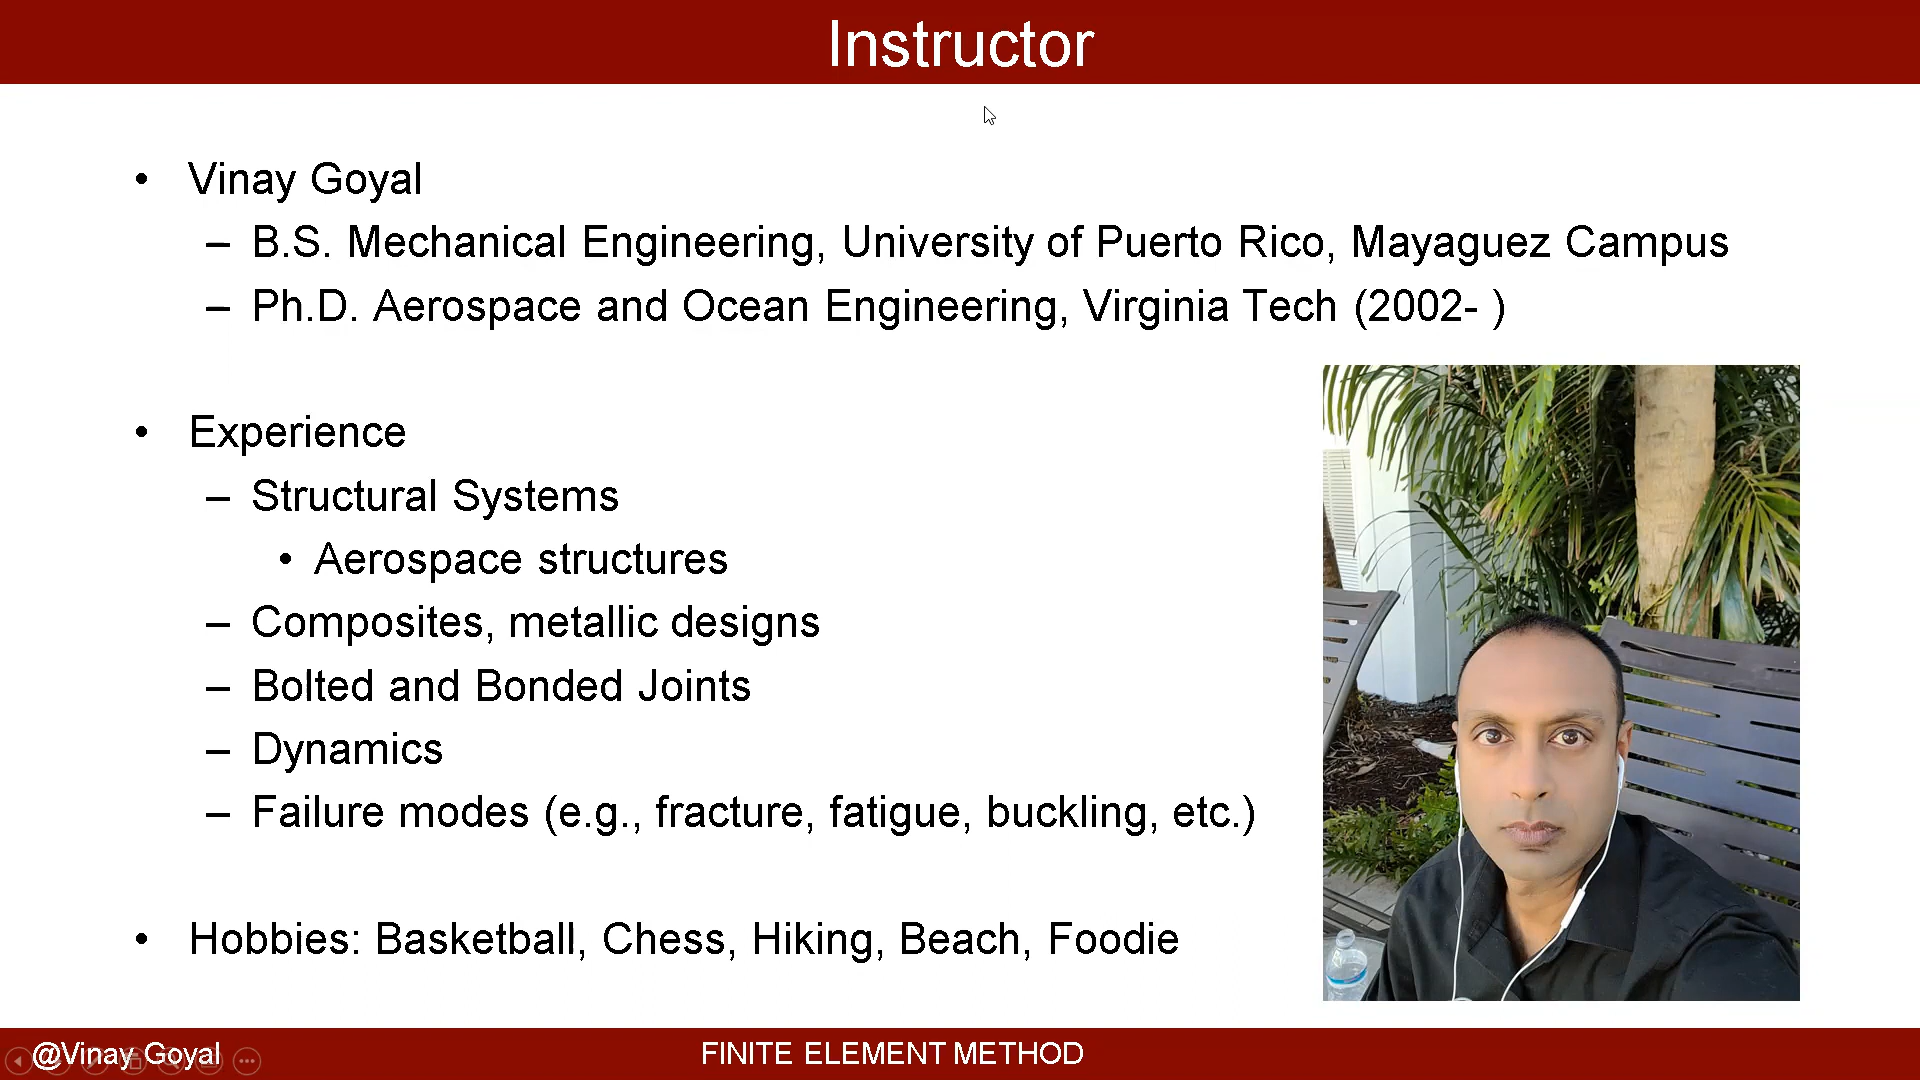 Instructor
• Vinay Goyal
– B.S. Mechanical Engineering, University of Puerto Rico, Mayaguez Campus
– Ph.D. Aerospace and Ocean Engineering, Virginia Tech (2002- )
• Experience
– Structural Systems
• Aerospace structures
– Composites, metallic designs
– Bolted and Bonded Joints
– Dynamics
– Failure modes (e.g., fracture, fatigue, buckling, etc.)
• Hobbies: Basketball, Chess, Hiking, Beach, Foodie
@Vinay Goyal
FINITE ELEMENT METHOD